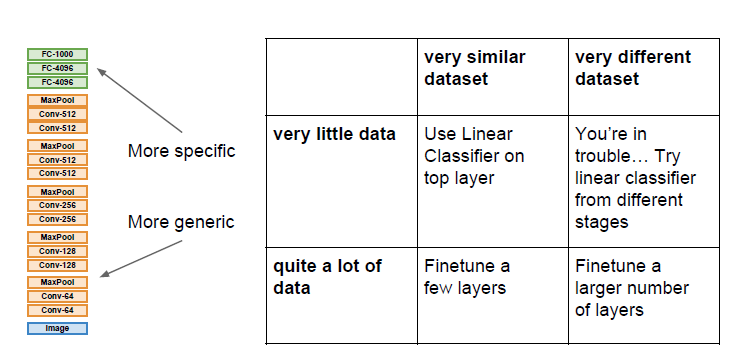 FC-1000
FC-4096
FC-4096
MaxPool
Conv-512
Conv-512
MaxPool
Conv-512
Conv-512
MaxPool
Conv-256
Conv-256
MaxPool
Conv-128
Conv-128
MaxPool
Conv-64
Conv-64
Image
More specific
More generic
very similar
dataset
very different
dataset
very little data
Use Linear
Classifier on
top layer
You're in
trouble... Try
linear classifier
from different
stages
quite a lot of
data
Finetune a
few layers
Finetune a
larger number
of layers